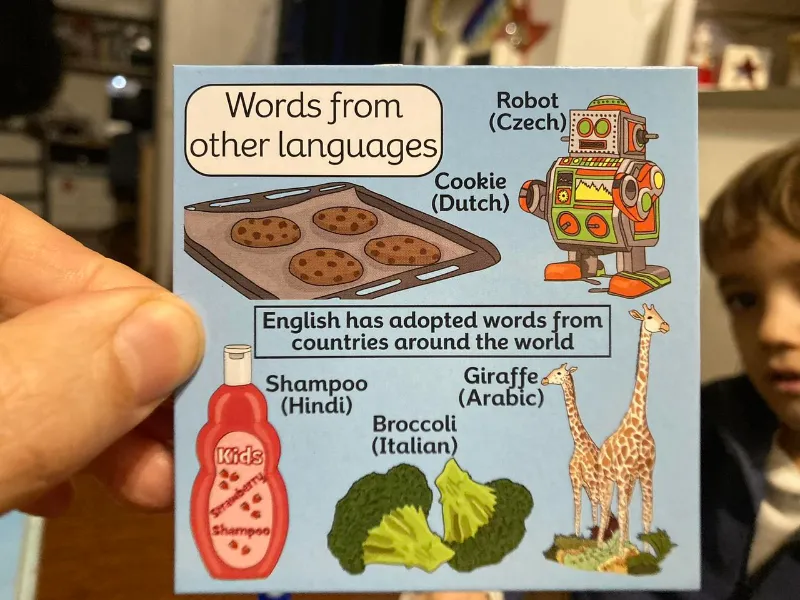 Words from
other languages
Robot
(Czech)
Cookie
(Dutch)
English has adopted words from
countries around the world
Shampoo
(Hindi)
Giraffe
(Arabic)
Broccoli
(Italian)
Kids
Strawberry
Shampoo